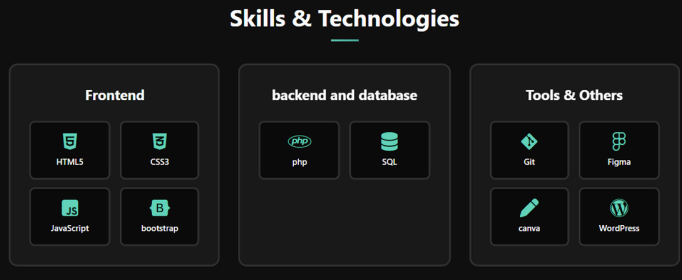 Skills & Technologies
Frontend
HTML5
CSS3
JS
JavaScript
B
bootstrap
backend and database
php
php
SQL
Tools & Others
Git
Figma
canva
WordPress